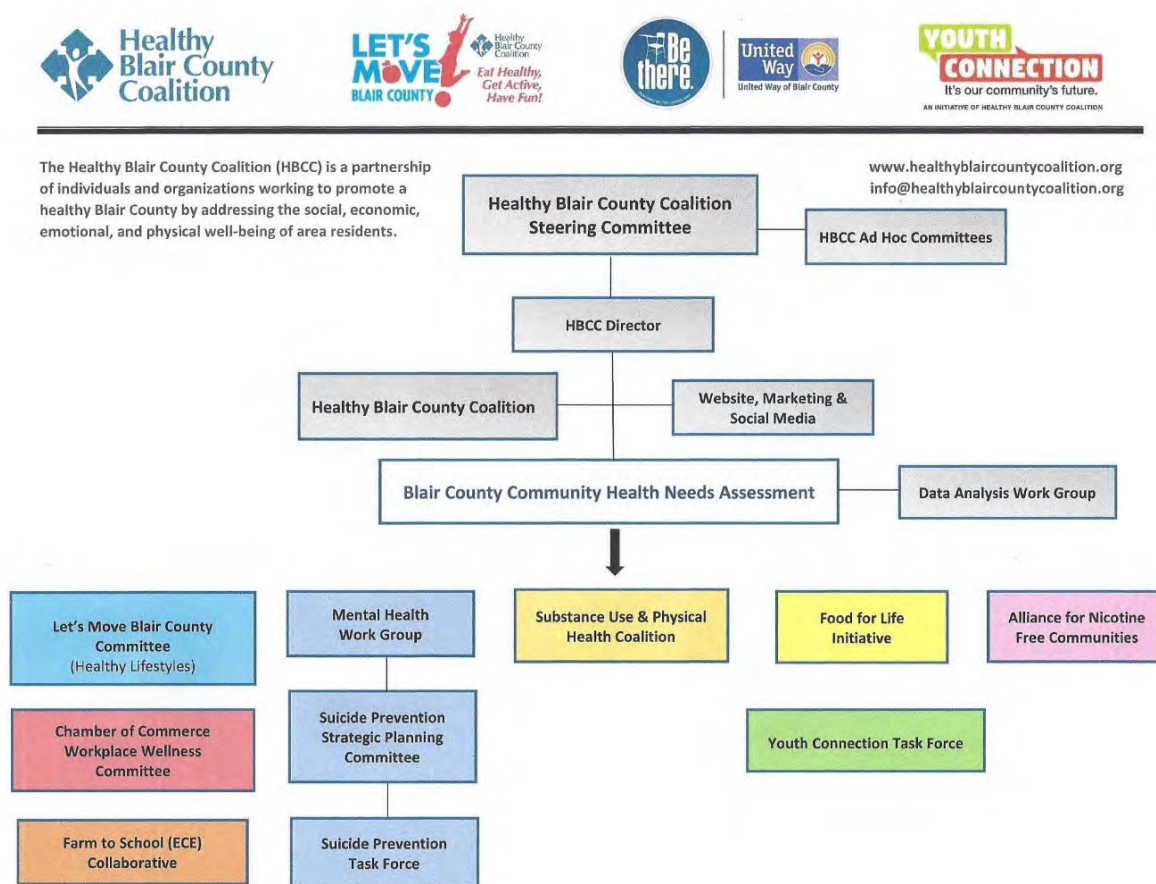 Healthy
Blair County
Coalition
LET'S
MOVE
BLAIR COUNTY
Healthy
Blair County
Coalition
Eat Healthy,
Get Active,
Have Fun!
Be
there.
United
Way
United Way of Blair County
YOUTH
CONNECTION
It's our community's future.
AN INITIATIVE OF HEALTHY BLAIR COUNTY COALITION
The Healthy Blair County Coalition (HBCC) is a partnership
of individuals and organizations working to promote a
healthy Blair County by addressing the social, economic,
emotional, and physical well-being of area residents.
www.healthyblaircountycoalition.org
info@healthyblaircountycoalition.org
Healthy Blair County Coalition
Steering Committee
HBCC Ad Hoc Committees
HBCC Director
Healthy Blair County Coalition
Website, Marketing &
Social Media
Blair County Community Health Needs Assessment
Data Analysis Work Group
Let's Move Blair County
Committee
(Healthy Lifestyles)
Mental Health
Work Group
Substance Use & Physical
Health Coalition
Food for Life
Initiative
Alliance for Nicotine
Free Communities
Chamber of Commerce
Workplace Wellness
Committee
Suicide Prevention
Strategic Planning
Committee
Youth Connection Task Force
Farm to School (ECE)
Collaborative
Suicide Prevention
Task Force